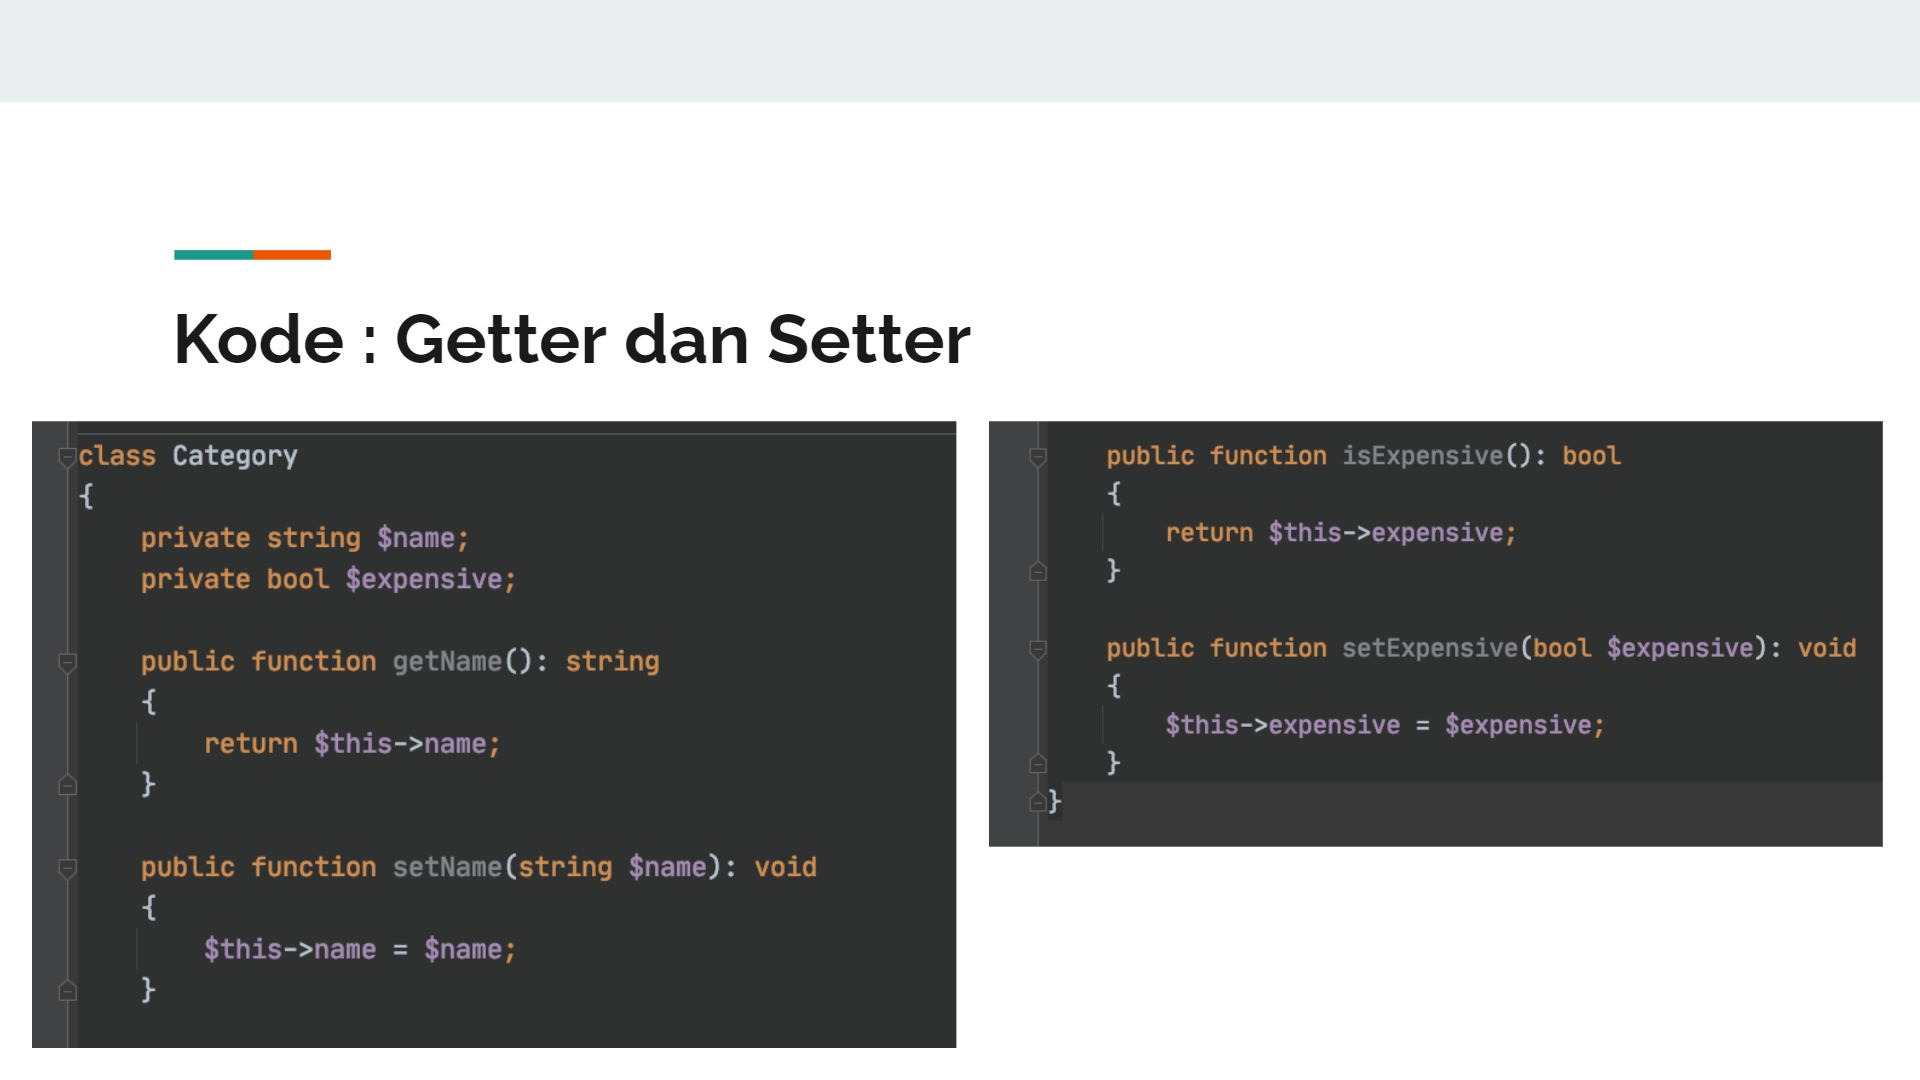 Kode : Getter dan Setter
class Category
{
    private string $name;
    private bool $expensive;

    public function getName(): string
    {
        return $this->name;
    }

    public function setName(string $name): void
    {
        $this->name = $name;
    }

    public function isExpensive(): bool
    {
        return $this->expensive;
    }

    public function setExpensive(bool $expensive): void
    {
        $this->expensive = $expensive;
    }
}